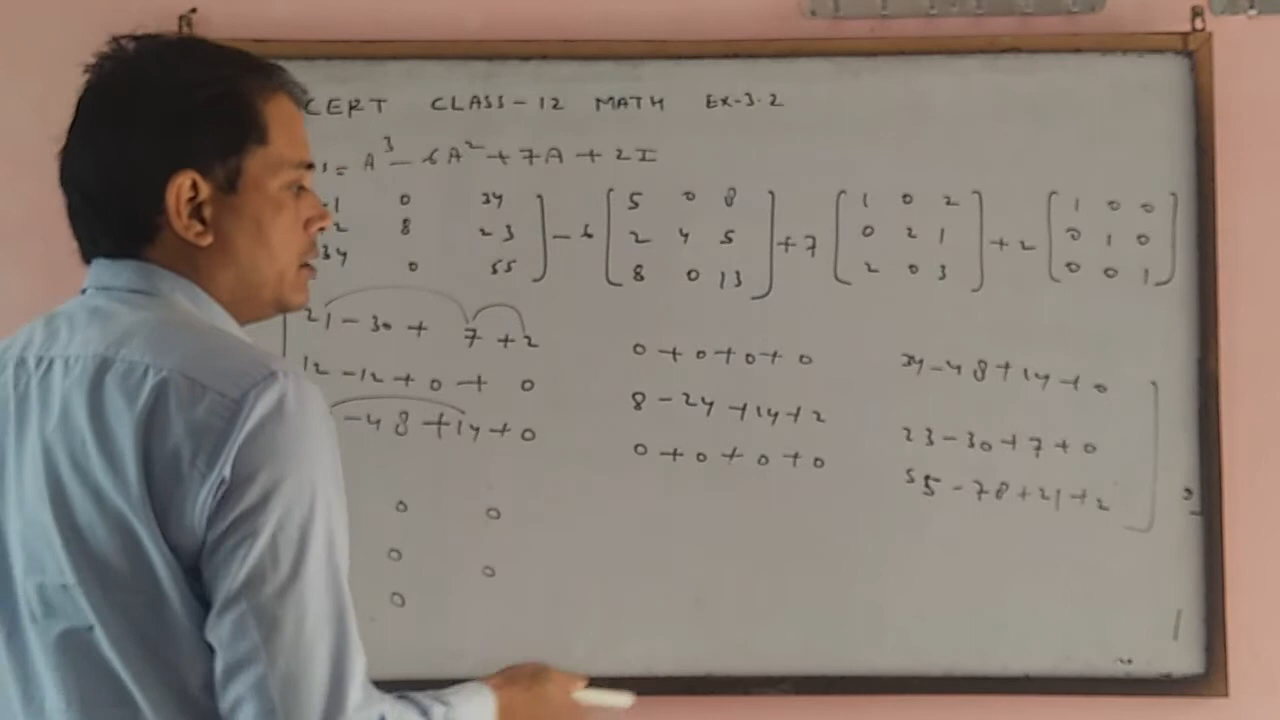 CERT CLASS-12 MATH EX-3.2
s = A³ - 6A² + 7A + 2I
1 0 34 ] - 6 [ 5 0 8 ] + 7 [ 1 0 2 ] + 2 [ 1 0 0
2 8 23 2 4 5 0 2 1 0 1 0
34 0 55 8 0 13 2 0 3 0 0 1 ]
21 - 30 + 7 + 2 0 + 0 + 0 + 0 34 - 48 + 14 + 0
12 - 12 + 0 + 0 8 - 24 + 14 + 2 23 - 30 + 7 + 0
- 48 + 14 + 0 0 + 0 + 0 + 0 55 - 78 + 21 + 2 ]
0 0
0 0
0